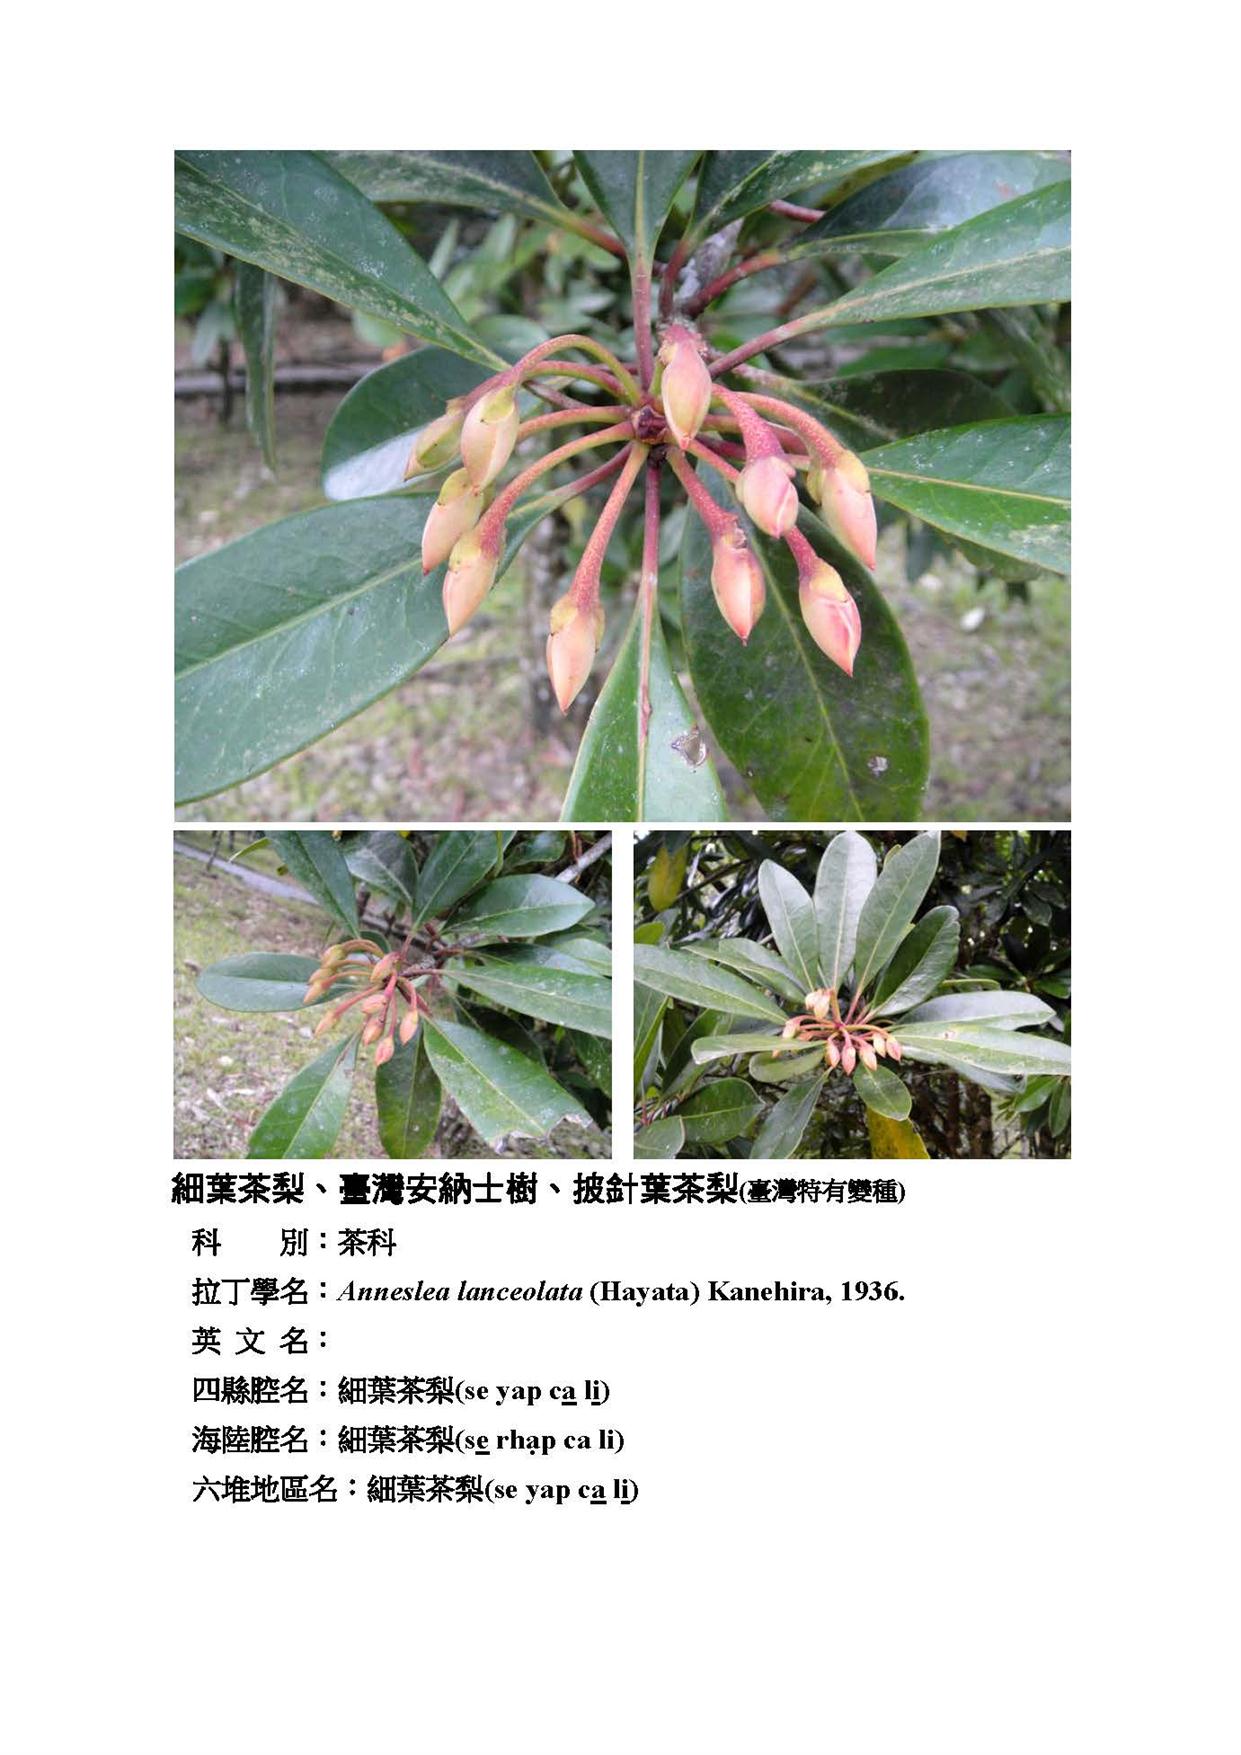 細葉茶梨、臺灣安納士樹、披針葉茶梨(臺灣特有變種)
科　　別：茶科
拉丁學名：Anneslea lanceolata (Hayata) Kanehira, 1936.
英 文 名：
四縣腔名：細葉茶梨(se yap ca̲ li̲)
海陸腔名：細葉茶梨(se̲ rhạp ca li)
六堆地區名：細葉茶梨(se yap ca̲ li̲)